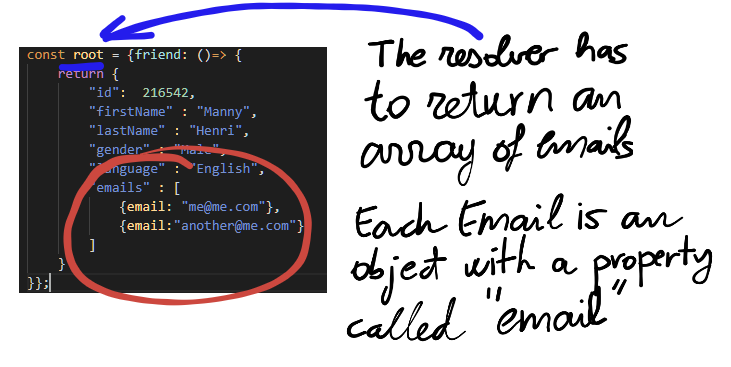 const root = {friend: ()=> {
return {
"id":  216542,
"firstName" : "Manny",
"lastName" : "Henri",
"gender" : "Male",
"language" : "English",
"emails" : [
{email: "me@me.com"},
{email:"another@me.com"}
]
}
}};
The resolver has
to return an
array of emails
Each Email is an
object with a property
called "email"